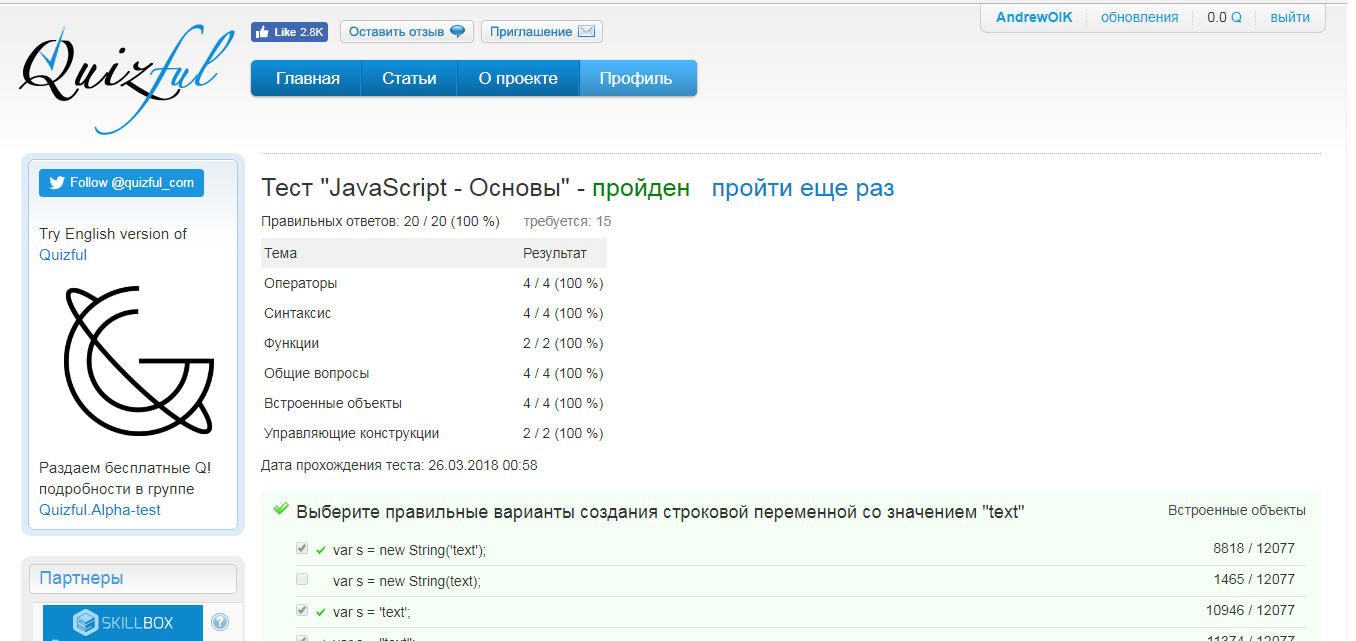 AndrewOlK обновления 0.0 Q выйти
Quizful
Like 2.8K Оставить отзыв Приглашение
Главная Статьи О проекте Профиль
Follow @quizful_com
Try English version of
Quizful
Раздаем бесплатные Q!
подробности в группе
Quizful.Alpha-test
Партнеры
SKILLBOX ?
Тест "JavaScript - Основы" - пройден пройти еще раз
Правильных ответов: 20 / 20 (100 %) требуется: 15
Тема Результат
Операторы 4 / 4 (100 %)
Синтаксис 4 / 4 (100 %)
Функции 2 / 2 (100 %)
Общие вопросы 4 / 4 (100 %)
Встроенные объекты 4 / 4 (100 %)
Управляющие конструкции 2 / 2 (100 %)
Дата прохождения теста: 26.03.2018 00:58
Выберите правильные варианты создания строковой переменной со значением "text" Встроенные объекты
var s = new String('text'); 8818 / 12077
var s = new String(text); 1465 / 12077
var s = 'text'; 10946 / 12077
var s = "text"; 11374 / 12077